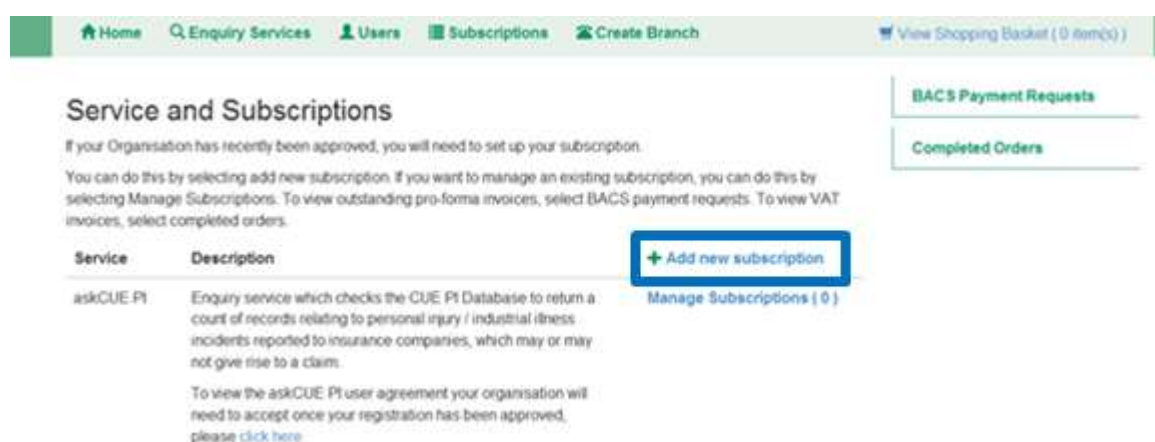 Home Enquiry Services Users Subscriptions Create Branch View Shopping Basket ( 0 item(s) )
BACS Payment Requests
Completed Orders
Service and Subscriptions
If your Organisation has recently been approved, you will need to set up your subscription.
You can do this by selecting add new subscription. If you want to manage an existing subscription, you can do this by
selecting Manage Subscriptions. To view outstanding pro-forma invoices, select BACS payment requests. To view VAT
invoices, select completed orders.
Service Description + Add new subscription
askCUE PI Enquiry service which checks the CUE PI Database to return a Manage Subscriptions ( 0 )
count of records relating to personal injury / industrial illness
incidents reported to insurance companies, which may or may
not give rise to a claim.
To view the askCUE PI user agreement your organisation will
need to accept once your registration has been approved,
please click here